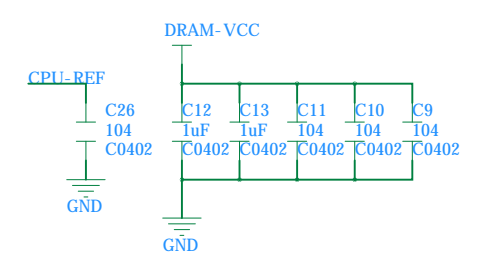 DRAM-VCC
CPU-REF
C26 C12 C13 C11 C10 C9
104 1uF 1uF 104 104 104
C0402 C0402 C0402 C0402 C0402 C0402
GND
GND